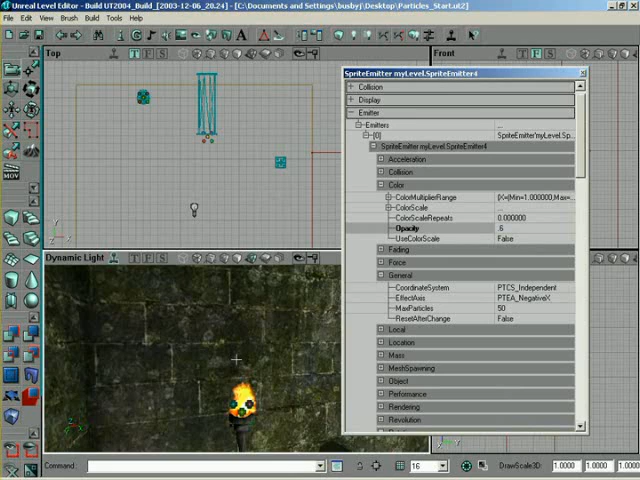 Unreal Level Editor - Build UT2004_Build_[2003-12-06_20.24] - [C:\Documents and Settings\busbyj\Desktop\Particles_Start.ut2]
File Edit View Brush Build Tools Help
Top T F S
Front T F S
SpriteEmitter myLevel.SpriteEmitter4
Collision
Display
Emitter
Emitters ...
[0] SpriteEmitter'myLevel.Sp...
SpriteEmitter myLevel.SpriteEmitter4
Acceleration
Collision
Color
ColorMultiplierRange (X=(Min=1.000000,Max=...
ColorScale ...
ColorScaleRepeats 0.000000
Opacity .6
UseColorScale False
Fading
Force
General
CoordinateSystem PTCS_Independent
EffectAxis PTEA_NegativeX
MaxParticles 50
ResetAfterChange False
Local
Location
Mass
MeshSpawning
Object
Performance
Rendering
Revolution
MOV
Dynamic Light T F S
Command: 16 DrawScale3D: 1.0000 1.0000 1.0000